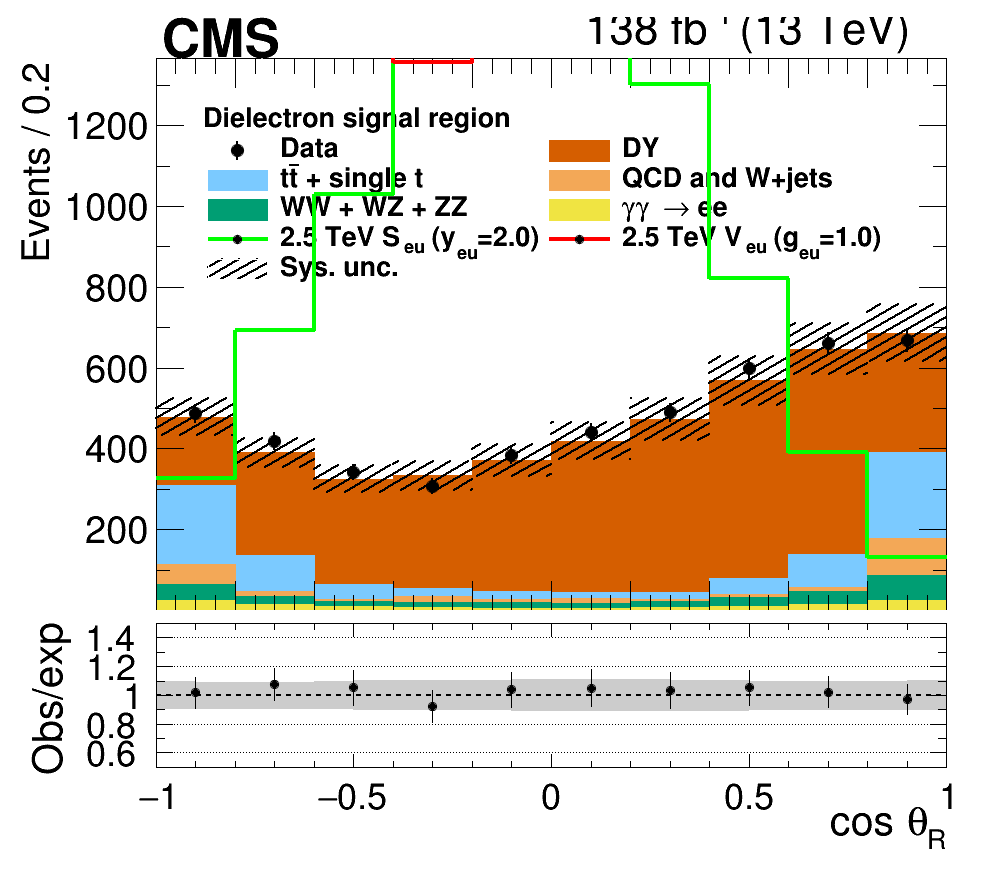 CMS 138 fb⁻¹ (13 TeV)
Events / 0.2
1200
1000
800
600
400
200
Dielectron signal region
Data DY
tt̄ + single t QCD and W+jets
WW + WZ + ZZ γγ → ee
2.5 TeV S_eu (y_eu=2.0) 2.5 TeV V_eu (g_eu=1.0)
Sys. unc.
Obs/exp
1.4
1.2
1
0.8
0.6
−1 −0.5 0 0.5 1
cos θ_R